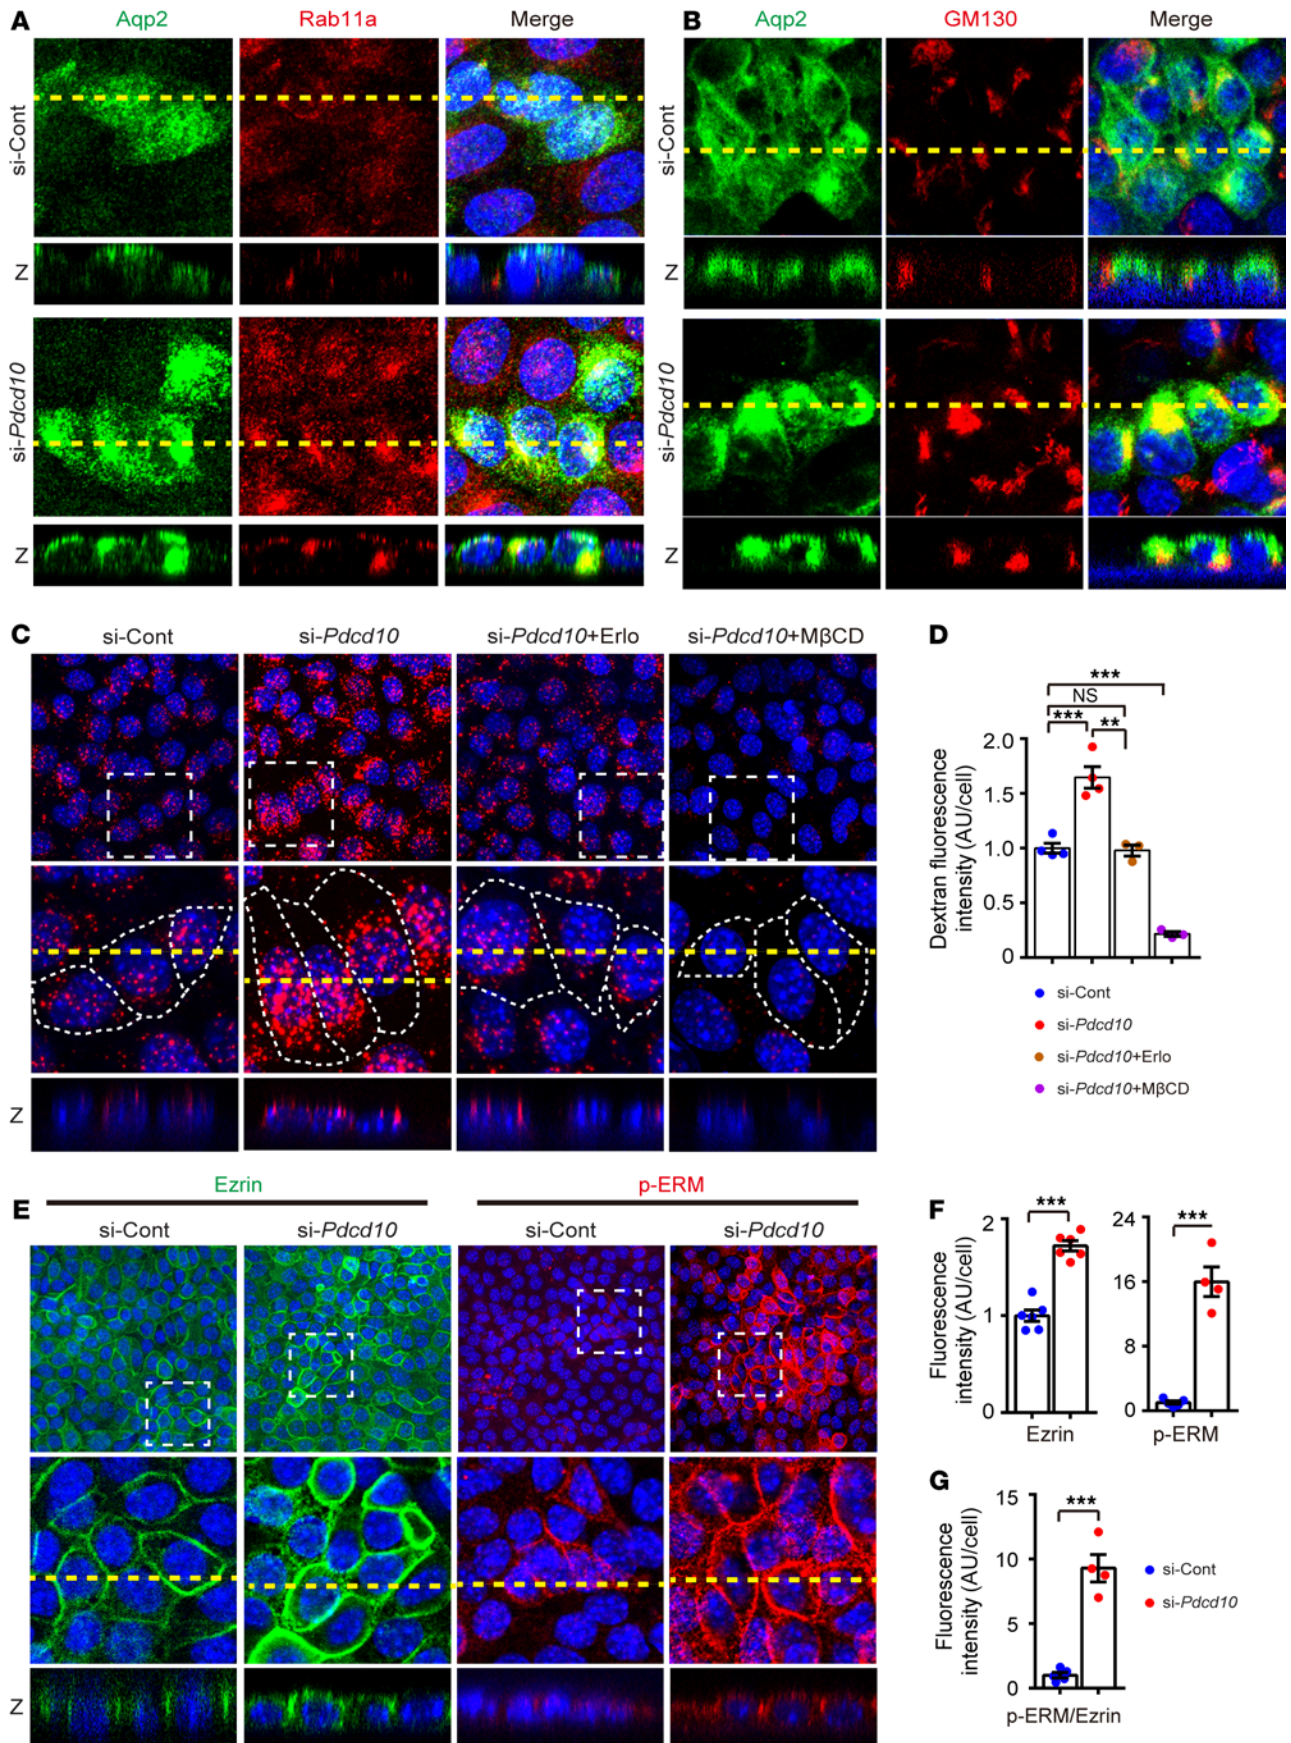 A
Aqp2 Rab11a Merge
si-Cont
Z
si-Pdcd10
Z
B
Aqp2 GM130 Merge
si-Cont
Z
si-Pdcd10
Z
C
si-Cont si-Pdcd10 si-Pdcd10+Erlo si-Pdcd10+MβCD
Z
D
***
NS
*** **
Dextran fluorescence
intensity (AU/cell)
2.0
1.5
1.0
0.5
0
si-Cont
si-Pdcd10
si-Pdcd10+Erlo
si-Pdcd10+MβCD
E
Ezrin p-ERM
si-Cont si-Pdcd10 si-Cont si-Pdcd10
Z
F
Fluorescence
intensity (AU/cell)
2
1
0
***
Ezrin
24
16
8
0
***
p-ERM
G
Fluorescence
intensity (AU/cell)
15
10
5
0
***
p-ERM/Ezrin
si-Cont
si-Pdcd10